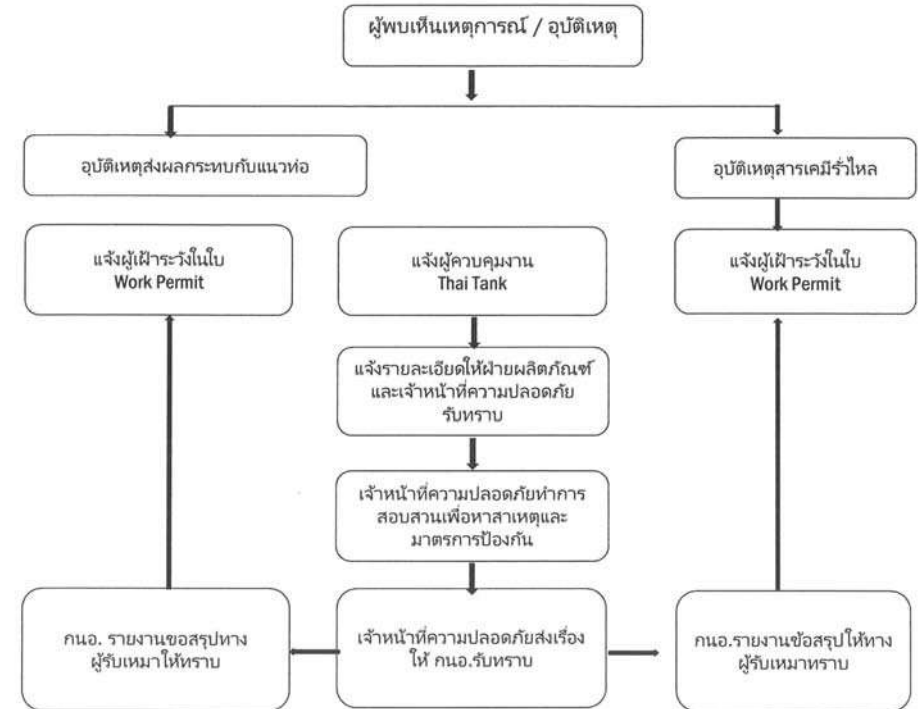 ผู้พบเห็นเหตุการณ์ / อุบัติเหตุ
อุบัติเหตุส่งผลกระทบกับแนวท่อ
อุบัติเหตุสารเคมีรั่วไหล
แจ้งผู้เฝ้าระวังในใบ
Work Permit
แจ้งผู้ควบคุมงาน
Thai Tank
แจ้งผู้เฝ้าระวังในใบ
Work Permit
แจ้งรายละเอียดให้ฝ่ายผลิตภัณฑ์
และเจ้าหน้าที่ความปลอดภัย
รับทราบ
เจ้าหน้าที่ความปลอดภัยทำการ
สอบสวนเพื่อหาสาเหตุและ
มาตรการป้องกัน
กนอ. รายงานขอสรุปทาง
ผู้รับเหมาให้ทราบ
เจ้าหน้าที่ความปลอดภัยส่งเรื่อง
ให้ กนอ.รับทราบ
กนอ.รายงานข้อสรุปให้ทาง
ผู้รับเหมาทราบ